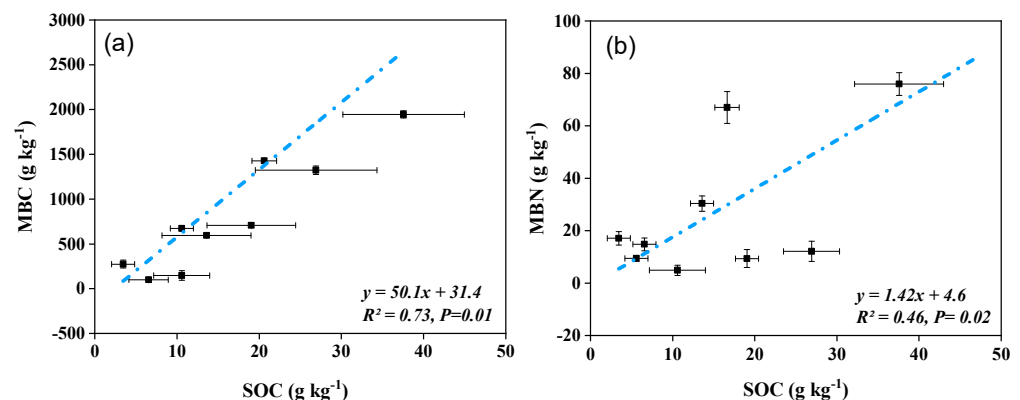 (a)
3000
2500
2000
1500
1000
500
0
-500
MBC (g kg⁻¹)
0 10 20 30 40 50
SOC (g kg⁻¹)
y = 50.1x + 31.4
R² = 0.73, P=0.01
(b)
100
80
60
40
20
0
-20
MBN (g kg⁻¹)
0 10 20 30 40 50
SOC (g kg⁻¹)
y = 1.42x + 4.6
R² = 0.46, P= 0.02